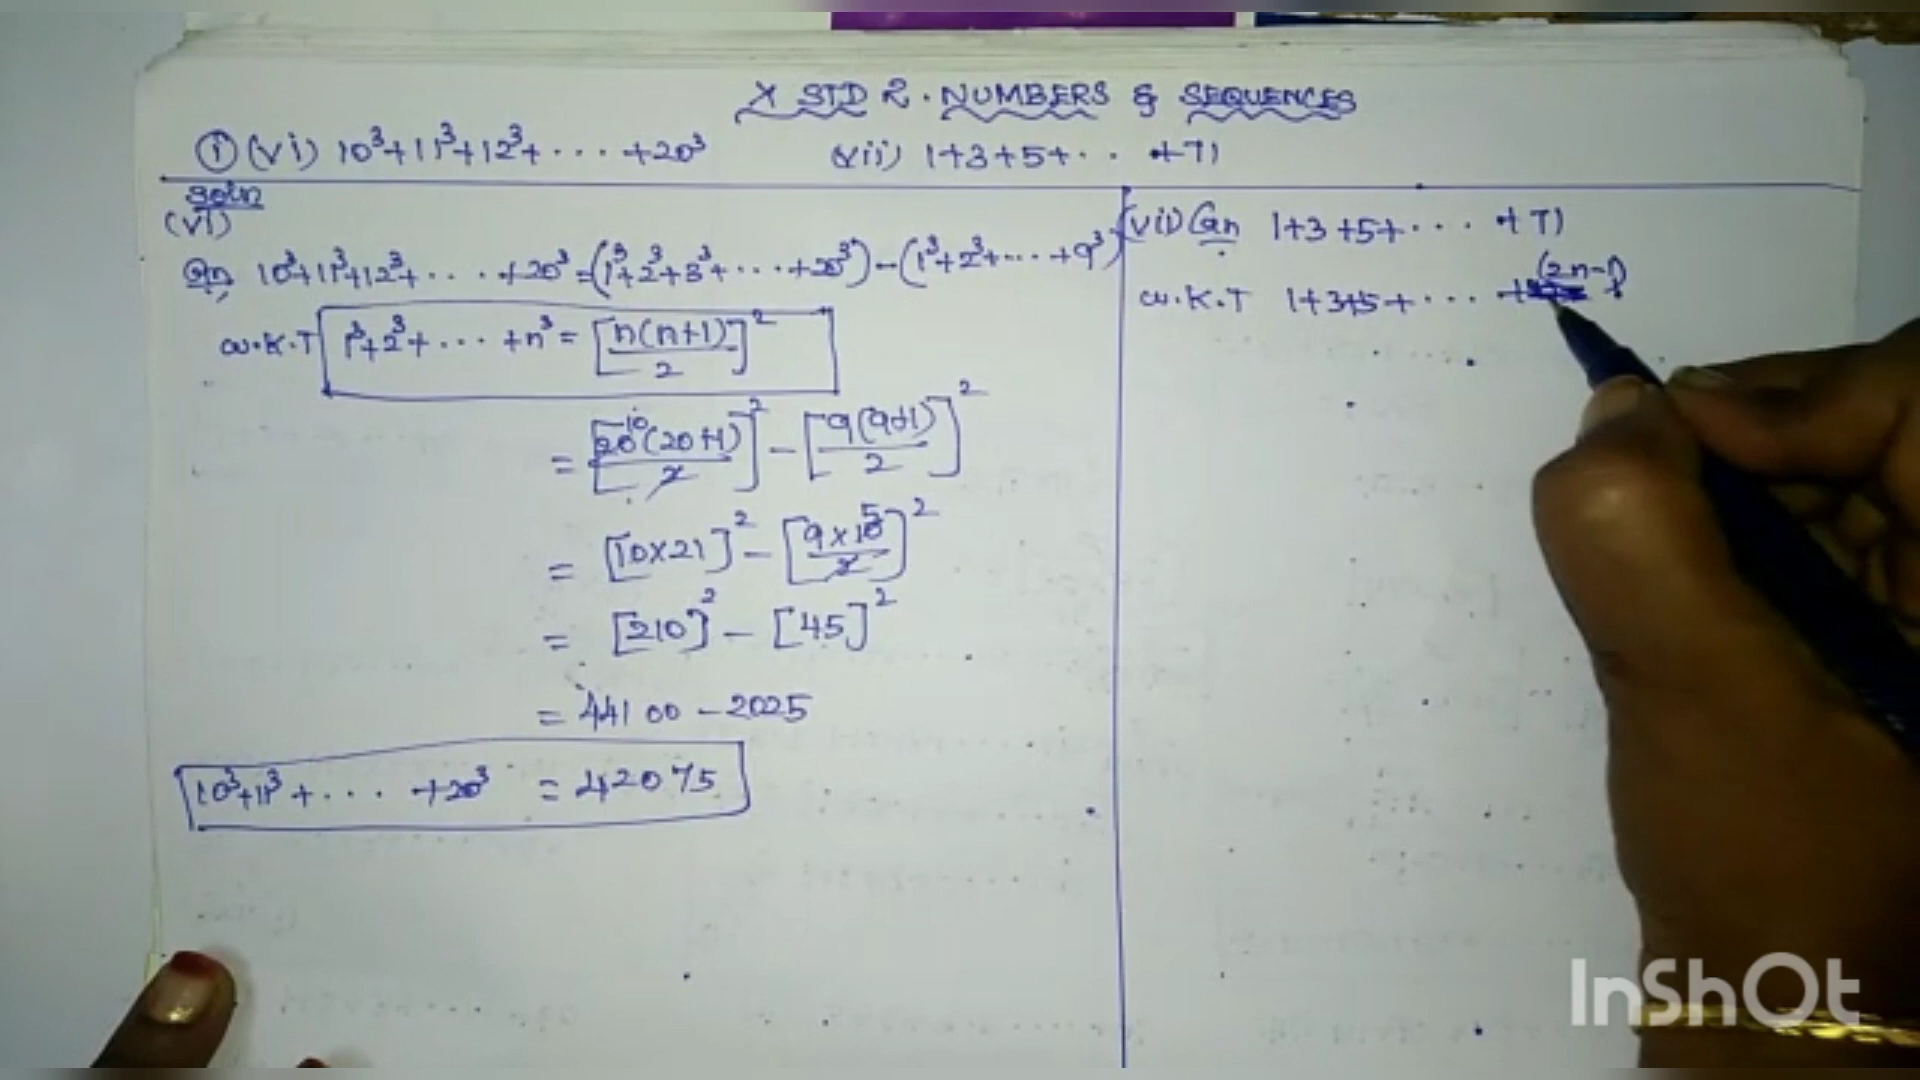 X STD 2. NUMBERS & SEQUENCES
① (vi) 10³+11³+12³+ . . . . +20³ (vii) 1+3+5+ . . +71
Soln
(vi)
Gn 10³+11³+12³+ . . . . +20³ = (1³+2³+3³+ . . . +20³) - (1³+2³+ . . . +9³)
W.K.T 1³+2³+ . . . +n³ = [n(n+1)/2]²
= [20(20+1)/2]² - [9(9+1)/2]²
10
= [10×21]² - [9×10/2]²
5
= [210]² - [45]²
= 44100 - 2025
10³+11³+ . . . . +20³ = 42075
(vii) Gn 1+3+5+ . . . . +71
W.K.T 1+3+5+ . . . . + (2n-1)
InShOt